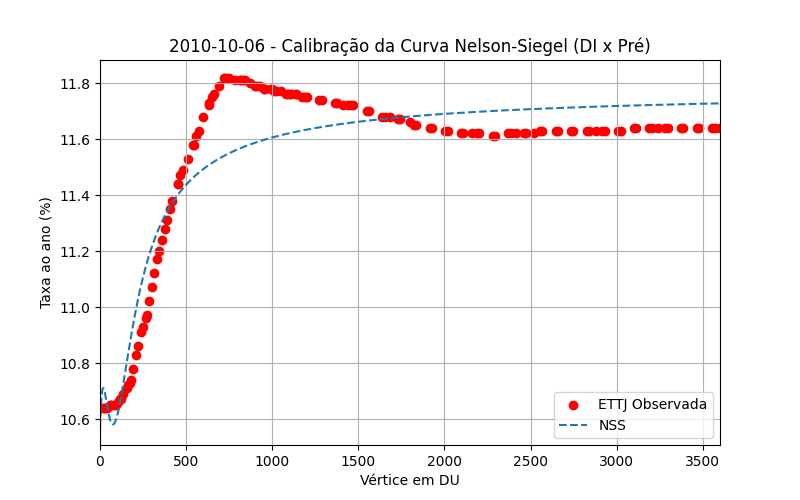 2010-10-06 - Calibração da Curva Nelson-Siegel (DI x Pré)
Taxa ao ano (%)
11.8
11.6
11.4
11.2
11.0
10.8
10.6
0 500 1000 1500 2000 2500 3000 3500
Vértice em DU
ETTJ Observada
NSS